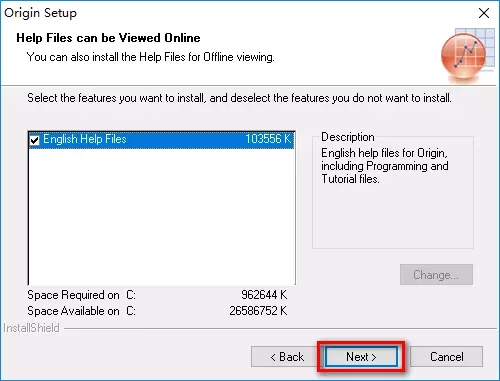 Origin Setup
Help Files can be Viewed Online
You can also install the Help Files for Offline viewing.
Select the features you want to install, and deselect the features you do not want to install.
English Help Files 103556 K
Description
English help files for Origin,
including Programming and
Tutorial files.
Change...
Space Required on C: 962644 K
Space Available on C: 26586752 K
InstallShield
< Back
Next >
Cancel